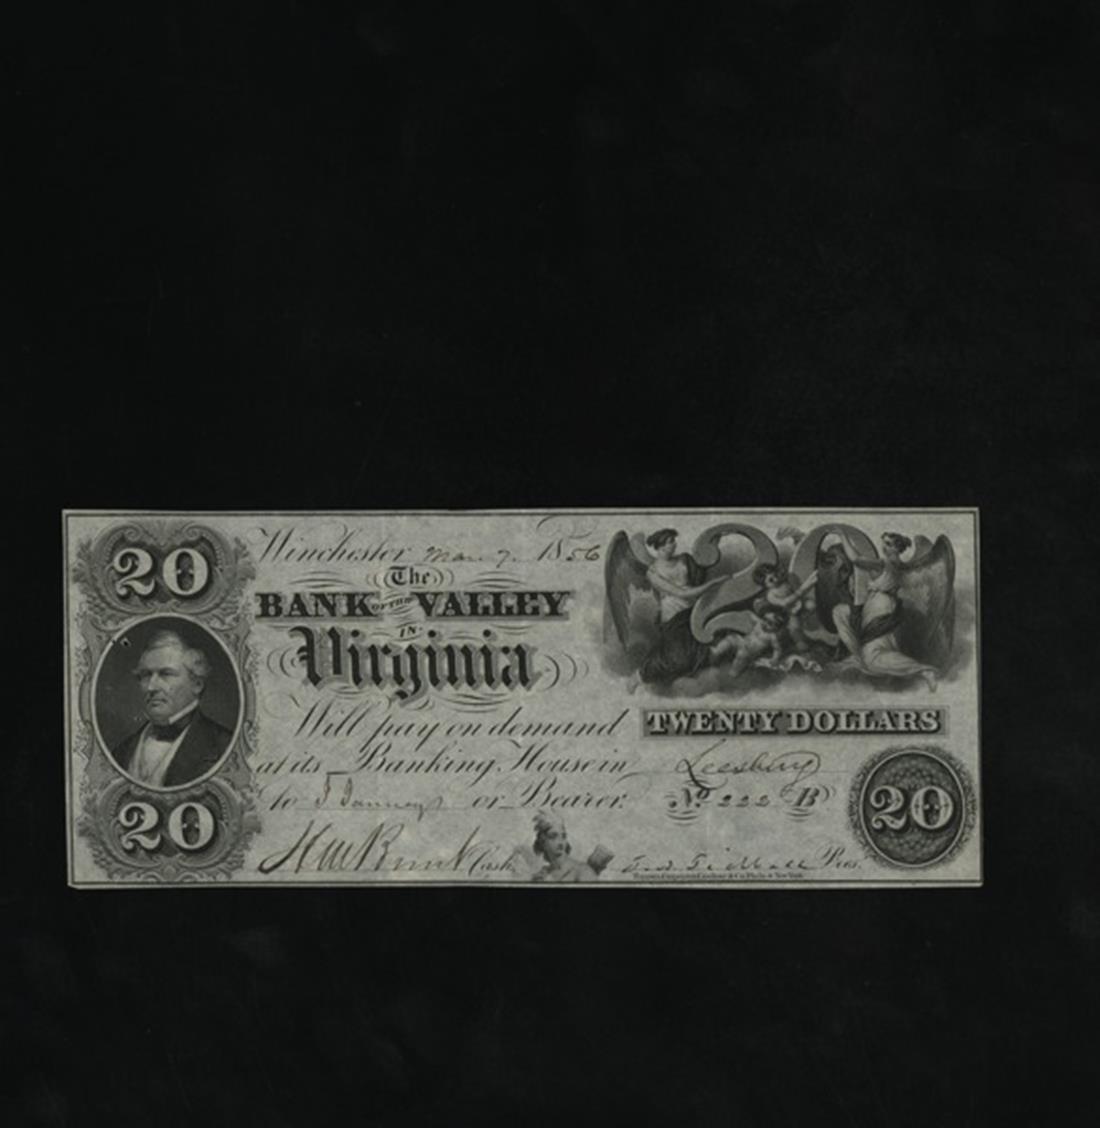 20
Winchester Mar 7 1856
The
BANK OF THE VALLEY
IN
Virginia
20
Will pay on demand
TWENTY DOLLARS
at its Banking House in Leesburg
to J Janney or Bearer. No 222 B
20
20
Cash.
Pres.